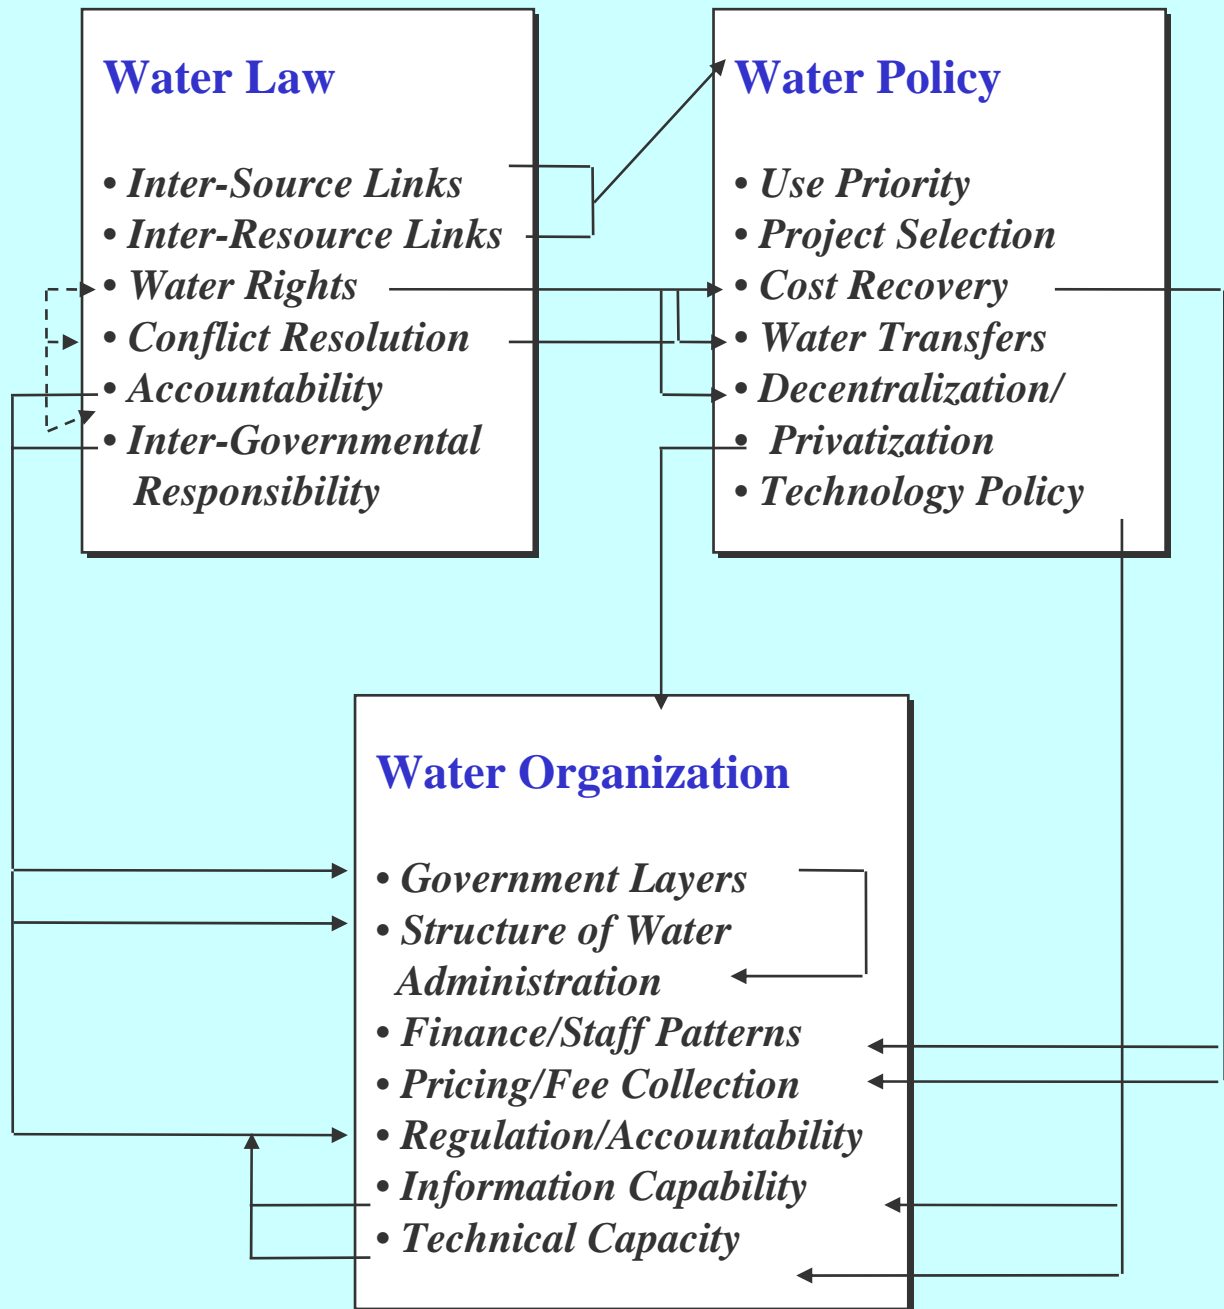 Water Law
• Inter-Source Links
• Inter-Resource Links
• Water Rights
• Conflict Resolution
• Accountability
• Inter-Governmental
Responsibility
Water Policy
• Use Priority
• Project Selection
• Cost Recovery
• Water Transfers
• Decentralization/
• Privatization
• Technology Policy
Water Organization
• Government Layers
• Structure of Water
Administration
• Finance/Staff Patterns
• Pricing/Fee Collection
• Regulation/Accountability
• Information Capability
• Technical Capacity